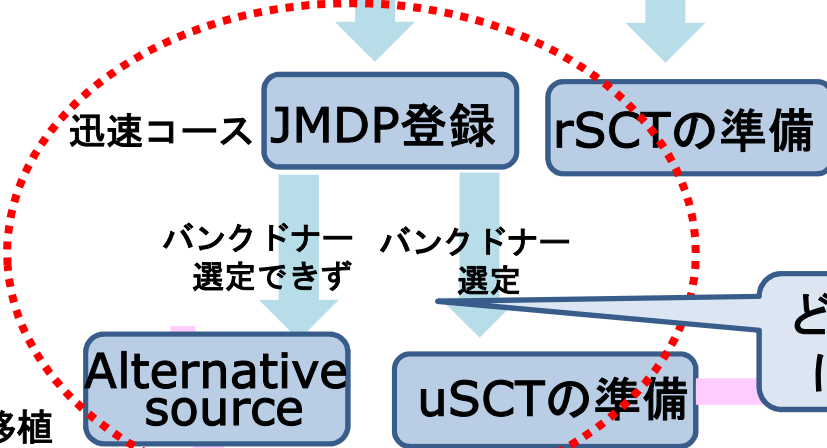 迅速コース
JMDP登録
rSCTの準備
バンクドナー
選定できず
バンクドナー
選定
ど
Alternative
source
uSCTの準備
移植